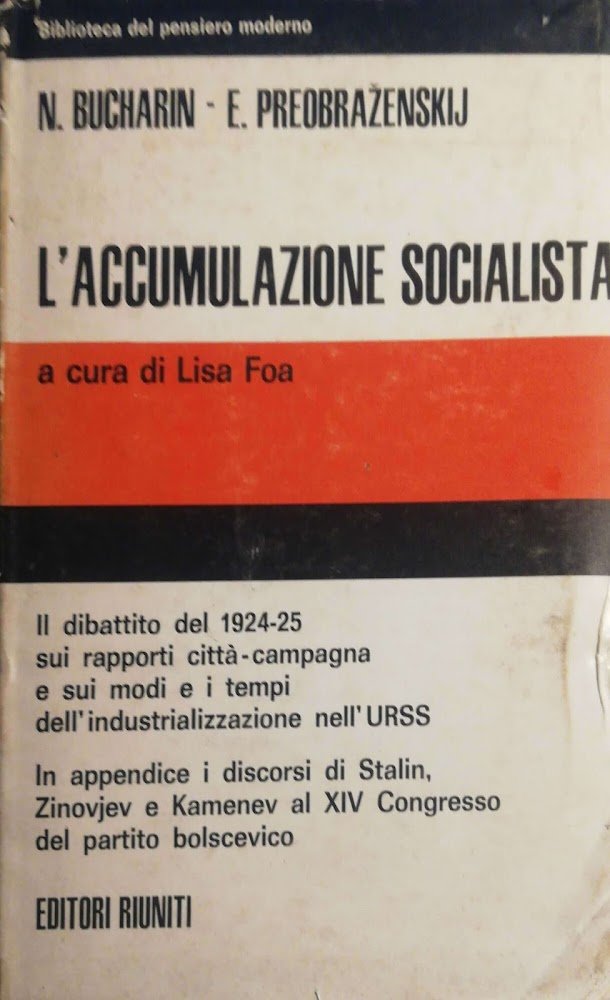 Biblioteca del pensiero moderno
N. BUCHARIN - E. PREOBRAŽENSKIJ
L'ACCUMULAZIONE SOCIALISTA
a cura di Lisa Foa
Il dibattito del 1924-25
sui rapporti città-campagna
e sui modi e i tempi
dell'industrializzazione nell'URSS
In appendice i discorsi di Stalin,
Zinovjev e Kamenev al XIV Congresso
del partito bolscevico
EDITORI RIUNITI